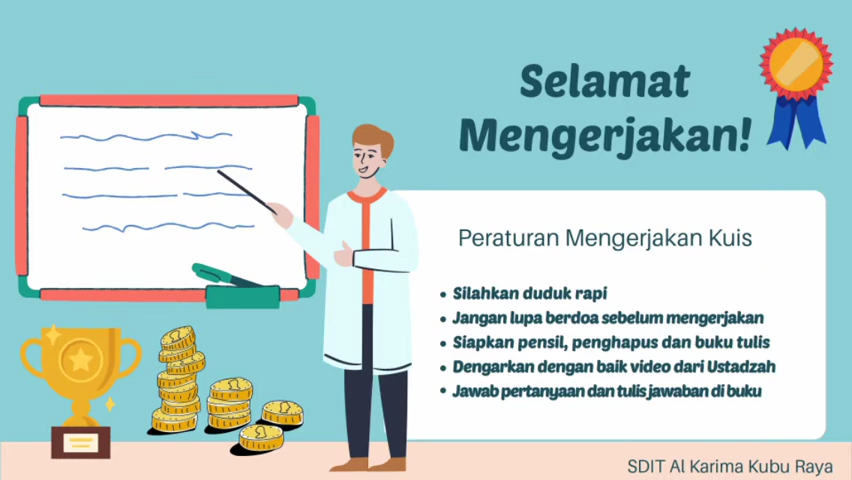 Selamat
Mengerjakan!
Peraturan Mengerjakan Kuis
Silahkan duduk rapi
Jangan lupa berdoa sebelum mengerjakan
Siapkan pensil, penghapus dan buku tulis
Dengarkan dengan baik video dari Ustadzah
Jawab pertanyaan dan tulis jawaban di buku
SDIT Al Karima Kubu Raya